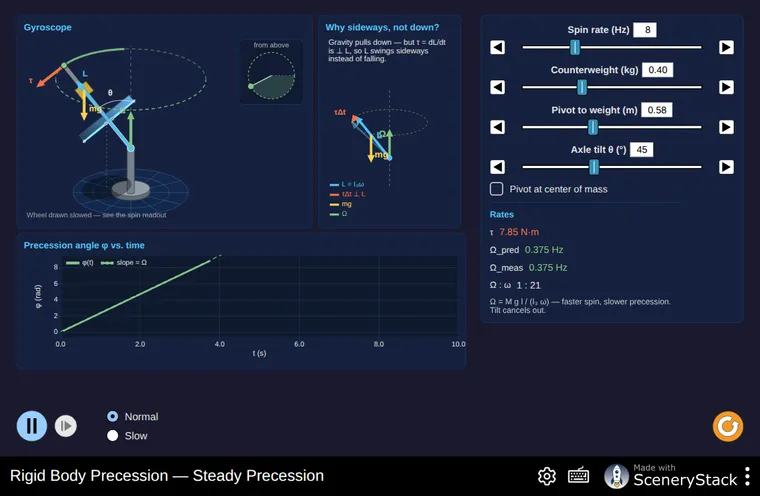 Gyroscope
from above
τ
L
θ
mg
Wheel drawn slowed — see the spin readout
Why sideways, not down?
Gravity pulls down — but τ = dL/dt
is ⊥ L, so L swings sideways
instead of falling.
τΔt
Ω
mg
L = I₃ω
τΔt ⊥ L
mg
Ω
Spin rate (Hz) 8
Counterweight (kg) 0.40
Pivot to weight (m) 0.58
Axle tilt θ (°) 45
Pivot at center of mass
Rates
τ 7.85 N·m
Ω_pred 0.375 Hz
Ω_meas 0.375 Hz
Ω : ω 1 : 21
Ω = M g l / (I₃ ω) — faster spin, slower precession.
Tilt cancels out.
Precession angle φ vs. time
φ(t) slope = Ω
8
6
4
2
0
φ (rad)
0.0 2.0 4.0 6.0 8.0 10.0
t (s)
Normal
Slow
Rigid Body Precession — Steady Precession
Made with
SceneryStack